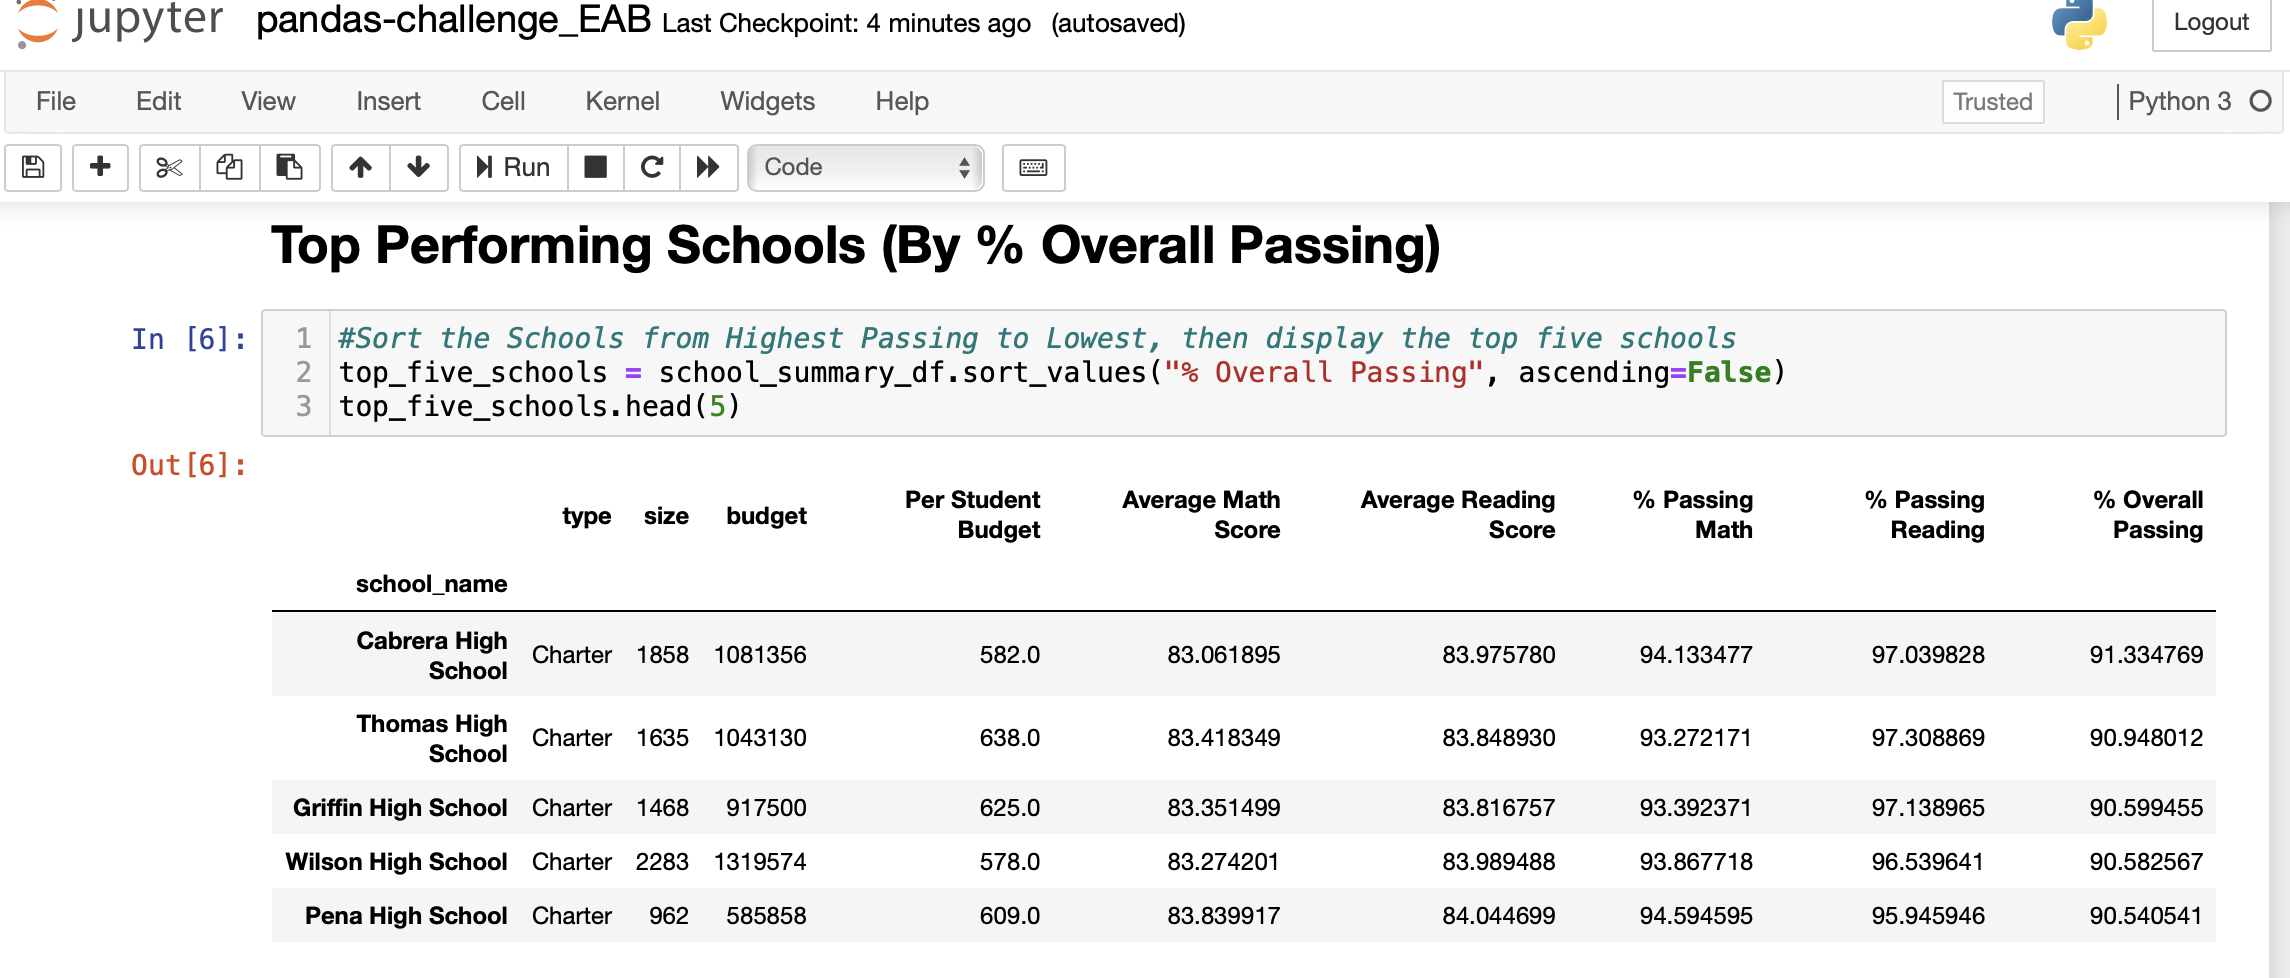 jupyter pandas-challenge_EAB Last Checkpoint: 4 minutes ago (autosaved) Logout
File Edit View Insert Cell Kernel Widgets Help Trusted Python 3
Run Code
Top Performing Schools (By % Overall Passing)
In [6]: 1 #Sort the Schools from Highest Passing to Lowest, then display the top five schools
2 top_five_schools = school_summary_df.sort_values("% Overall Passing", ascending=False)
3 top_five_schools.head(5)
Out[6]:
type size budget Per Student Budget Average Math Score Average Reading Score % Passing Math % Passing Reading % Overall Passing
school_name
Cabrera High School Charter 1858 1081356 582.0 83.061895 83.975780 94.133477 97.039828 91.334769
Thomas High School Charter 1635 1043130 638.0 83.418349 83.848930 93.272171 97.308869 90.948012
Griffin High School Charter 1468 917500 625.0 83.351499 83.816757 93.392371 97.138965 90.599455
Wilson High School Charter 2283 1319574 578.0 83.274201 83.989488 93.867718 96.539641 90.582567
Pena High School Charter 962 585858 609.0 83.839917 84.044699 94.594595 95.945946 90.540541